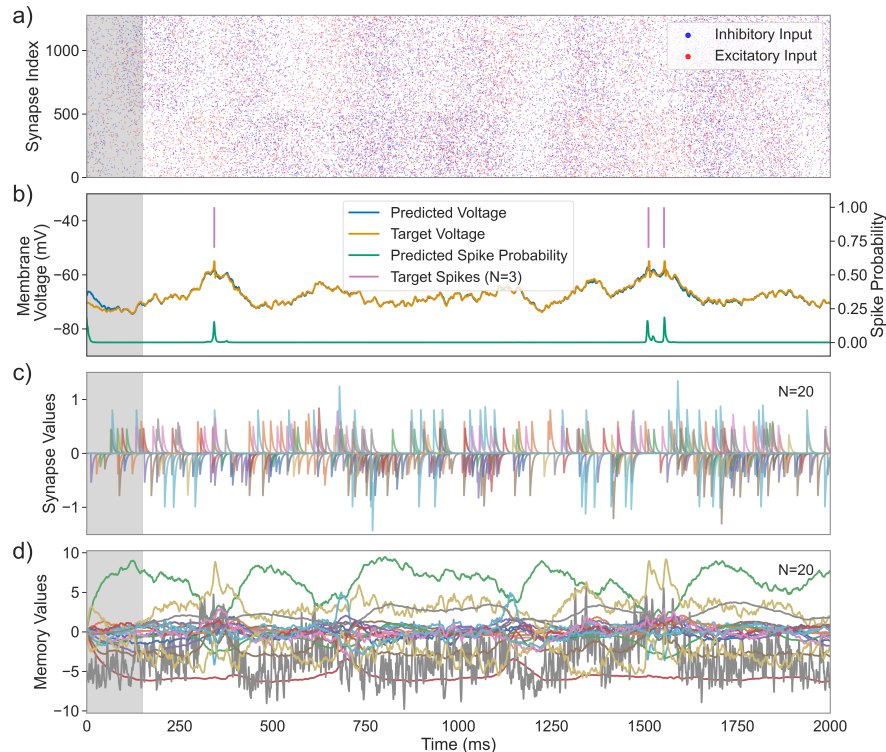 a)
Synapse Index
1000
500
0
Inhibitory Input
Excitatory Input
b)
Membrane
Voltage (mV)
−40
−60
−80
Predicted Voltage
Target Voltage
Predicted Spike Probability
Target Spikes (N=3)
1.00
0.75
0.50
0.25
0.00
Spike Probability
c)
Synapse Values
1
0
−1
N=20
d)
Memory Values
10
5
0
−5
−10
N=20
0
250
500
750
1000
1250
1500
1750
2000
Time (ms)